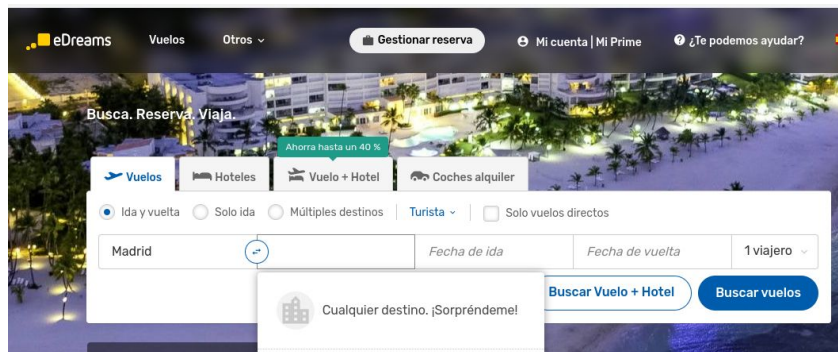 eDreams Vuelos Otros Gestionar reserva Mi cuenta | Mi Prime ¿Te podemos ayudar?
Busca. Reserva. Viaja.
Ahorra hasta un 40 %
Vuelos Hoteles Vuelo + Hotel Coches alquiler
Ida y vuelta Solo ida Múltiples destinos Turista Solo vuelos directos
Madrid Fecha de ida Fecha de vuelta 1 viajero
Cualquier destino. ¡Sorpréndeme!
Buscar Vuelo + Hotel Buscar vuelos